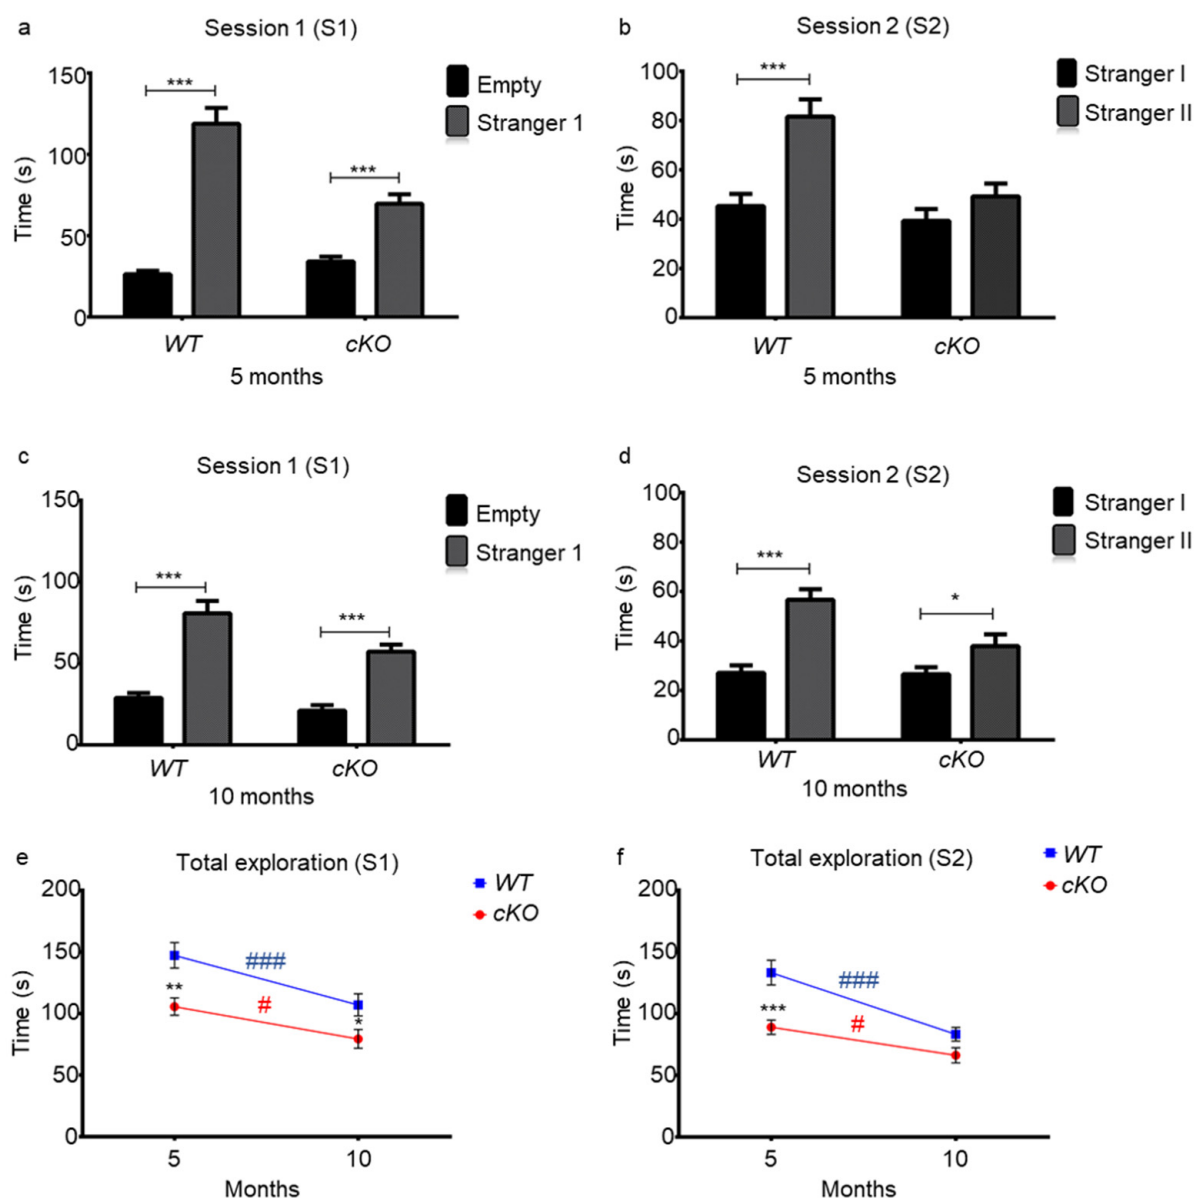 a
Session 1 (S1)
150
100
50
0
Time (s)
***
***
Empty
Stranger 1
WT
cKO
5 months
b
Session 2 (S2)
100
80
60
40
20
0
Time (s)
***
Stranger I
Stranger II
WT
cKO
5 months
c
Session 1 (S1)
150
100
50
0
Time (s)
***
***
Empty
Stranger 1
WT
cKO
10 months
d
Session 2 (S2)
100
80
60
40
20
0
Time (s)
***
*
Stranger I
Stranger II
WT
cKO
10 months
e
Total exploration (S1)
200
150
100
50
0
Time (s)
###
**
#
*
WT
cKO
5
10
Months
f
Total exploration (S2)
200
150
100
50
0
Time (s)
###
***
#
WT
cKO
5
10
Months